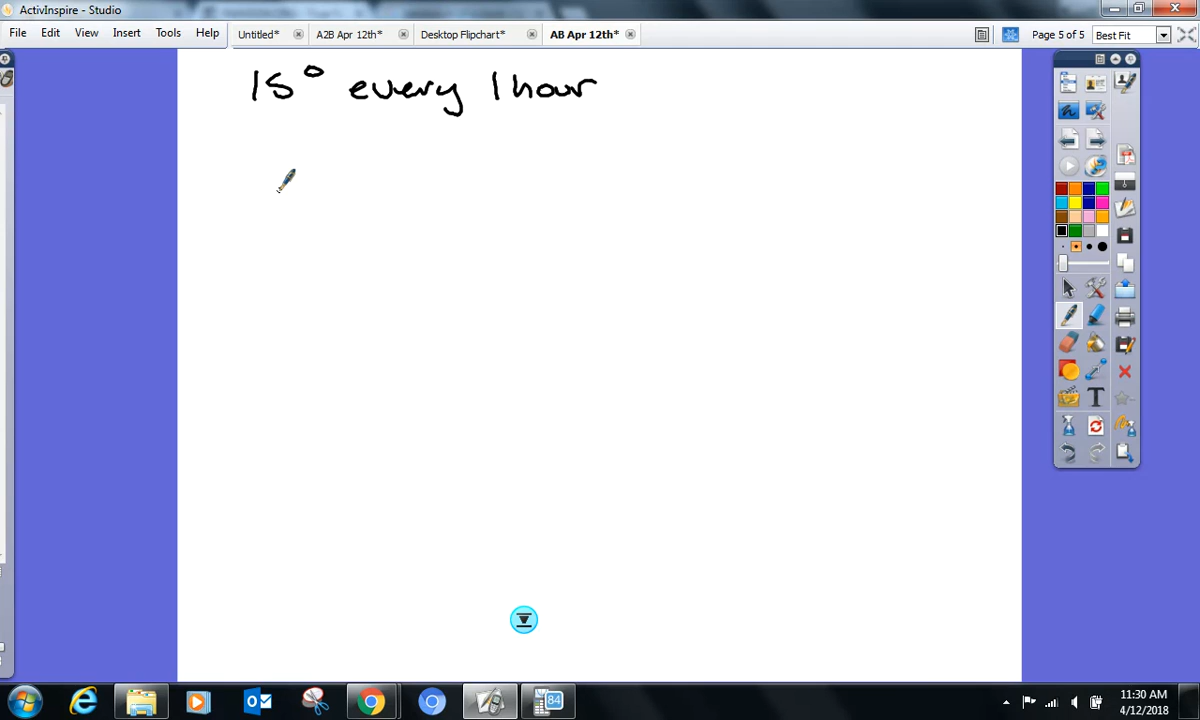 ActivInspire - Studio
File Edit View Insert Tools Help
Untitled* A2B Apr 12th* Desktop Flipchart* AB Apr 12th*
Page 5 of 5 Best Fit
15° every 1 hour
T
84
11:30 AM
4/12/2018